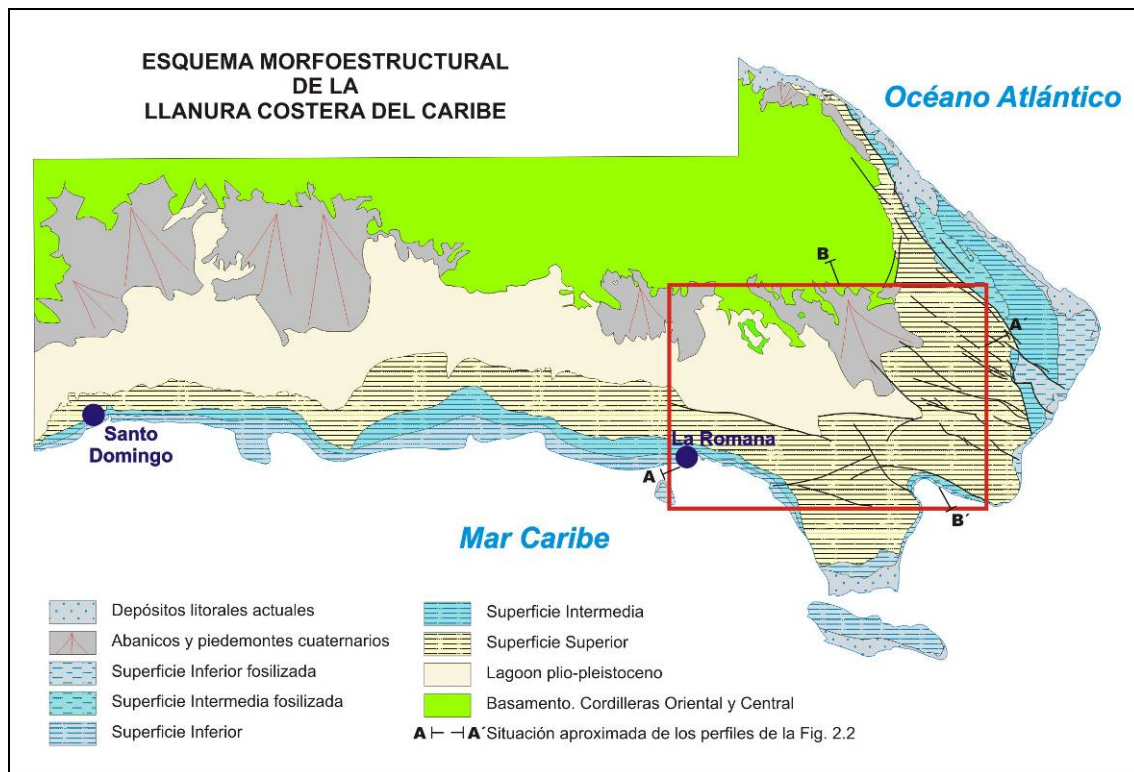 ESQUEMA MORFOESTRUCTURAL
DE LA
LLANURA COSTERA DEL CARIBE
Océano Atlántico
B
A´
Santo
Domingo
La Romana
A
B´
Mar Caribe
Depósitos litorales actuales
Abanicos y piedemontes cuaternarios
Superficie Inferior fosilizada
Superficie Intermedia fosilizada
Superficie Inferior
Superficie Intermedia
Superficie Superior
Lagoon plio-pleistoceno
Basamento. Cordilleras Oriental y Central
A A´ Situación aproximada de los perfiles de la Fig. 2.2